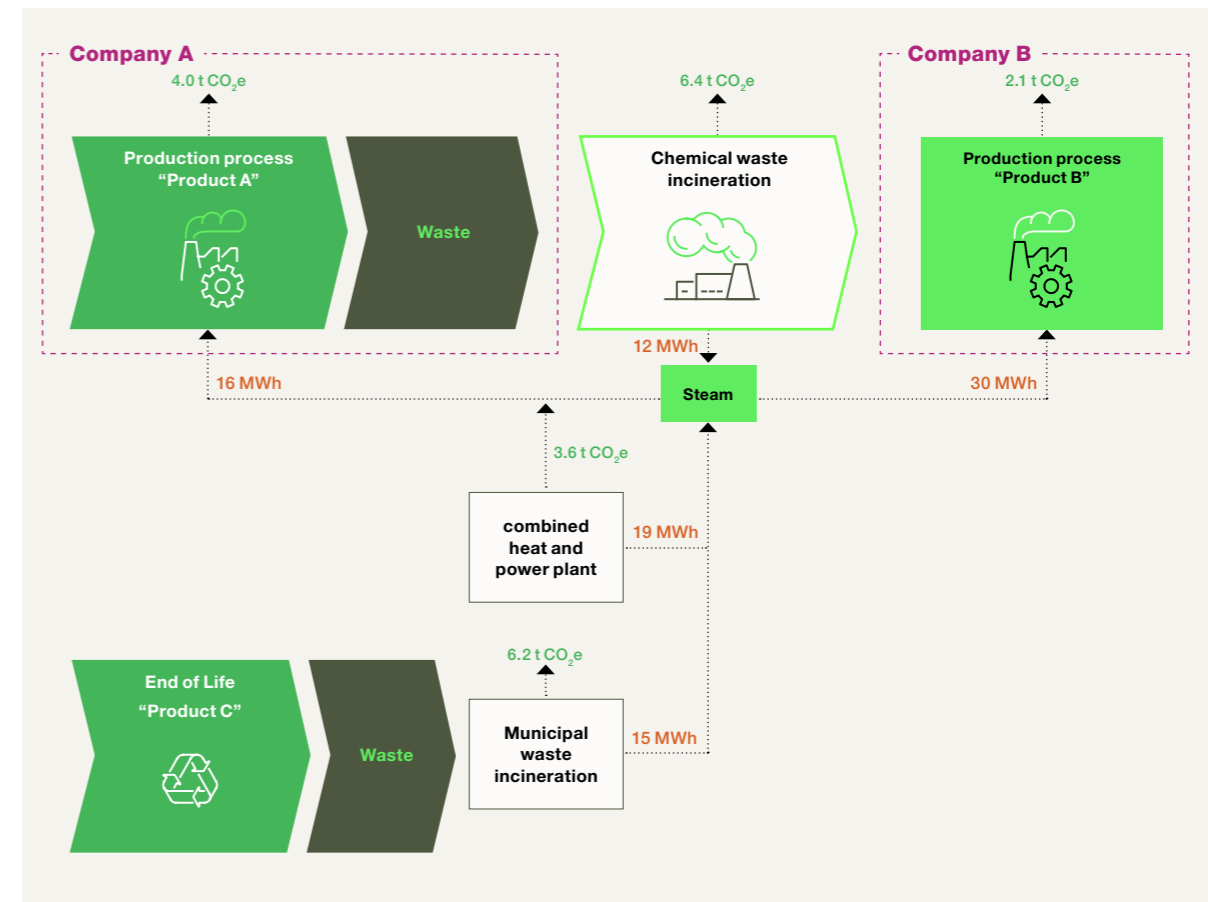 Company A
Company B
4.0 t CO₂e
6.4 t CO₂e
2.1 t CO₂e
Production process
“Product A”
Waste
Chemical waste
incineration
Production process
“Product B”
12 MWh
16 MWh
Steam
30 MWh
3.6 t CO₂e
combined
heat and
power plant
19 MWh
6.2 t CO₂e
End of Life
“Product C”
Waste
Municipal
waste
incineration
15 MWh